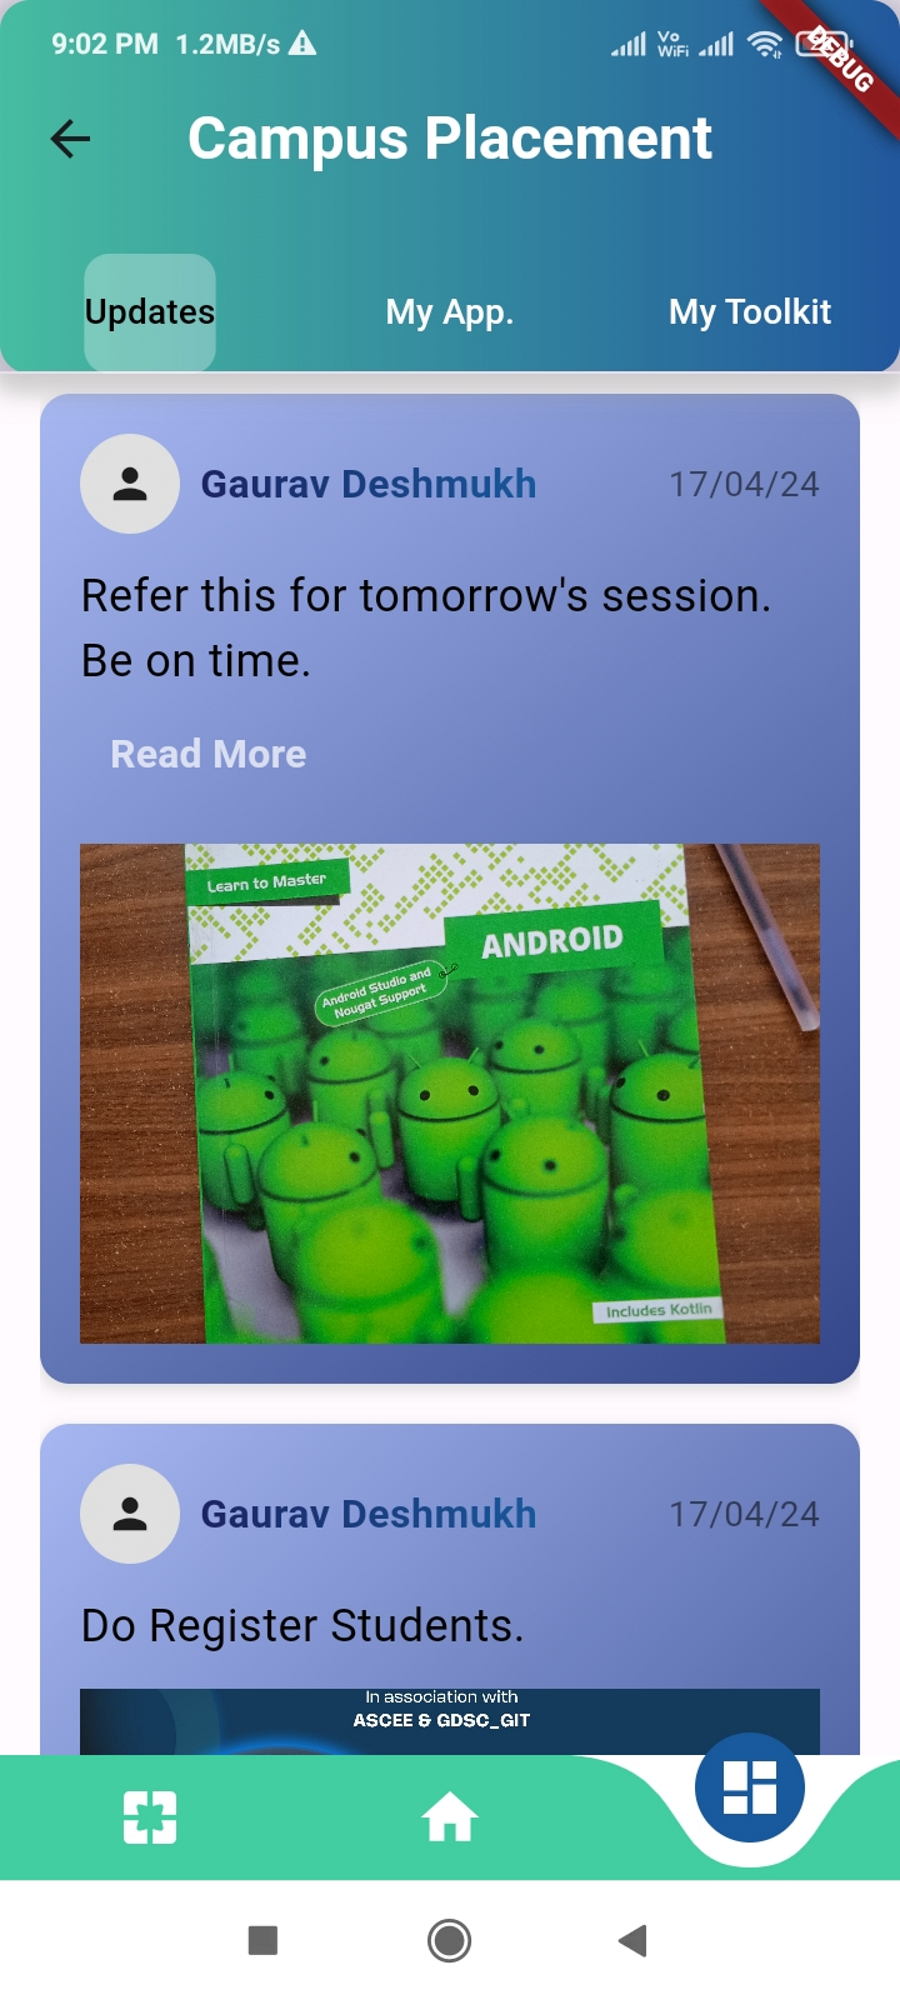 9:02 PM 1.2MB/s
Vo
WiFi
DEBUG
Campus Placement
Updates
My App.
My Toolkit
Gaurav Deshmukh
17/04/24
Refer this for tomorrow's session.
Be on time.
Read More
Learn to Master
ANDROID
Android Studio and
Nougat Support
Includes Kotlin
Gaurav Deshmukh
17/04/24
Do Register Students.
In association with
ASCEE & GDSC_GIT